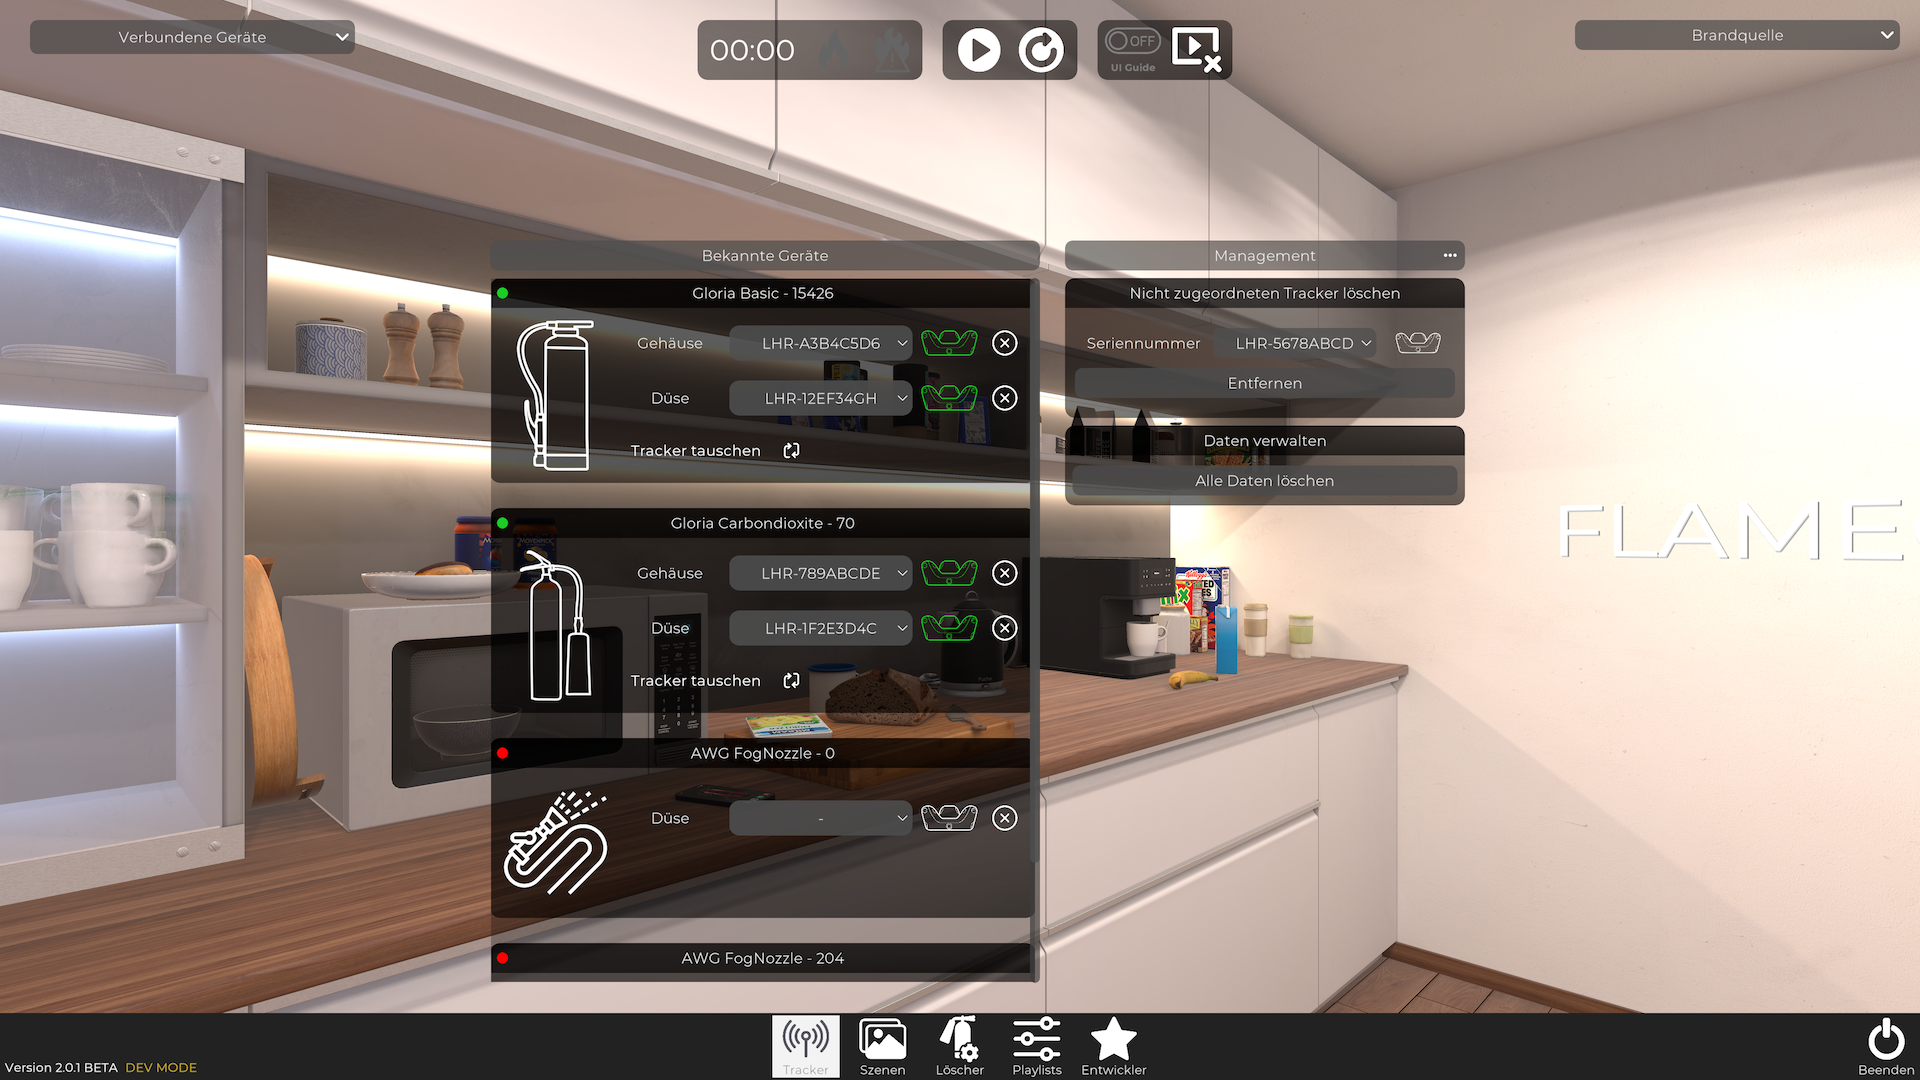 Verbundene Geräte
00:00
OFF
UI Guide
Brandquelle
Bekannte Geräte
Gloria Basic - 15426
Gehäuse LHR-A3B4C5D6
Düse LHR-12EF34GH
Tracker tauschen
Gloria Carbondioxite - 70
Gehäuse LHR-789ABCDE
Düse LHR-1F2E3D4C
Tracker tauschen
AWG FogNozzle - 0
Düse -
AWG FogNozzle - 204
Management
Nicht zugeordneten Tracker löschen
Seriennummer LHR-5678ABCD
Entfernen
Daten verwalten
Alle Daten löschen
FLAME
Version 2.0.1 BETA DEV MODE
Tracker
Szenen
Löscher
Playlists
Entwickler
Beenden